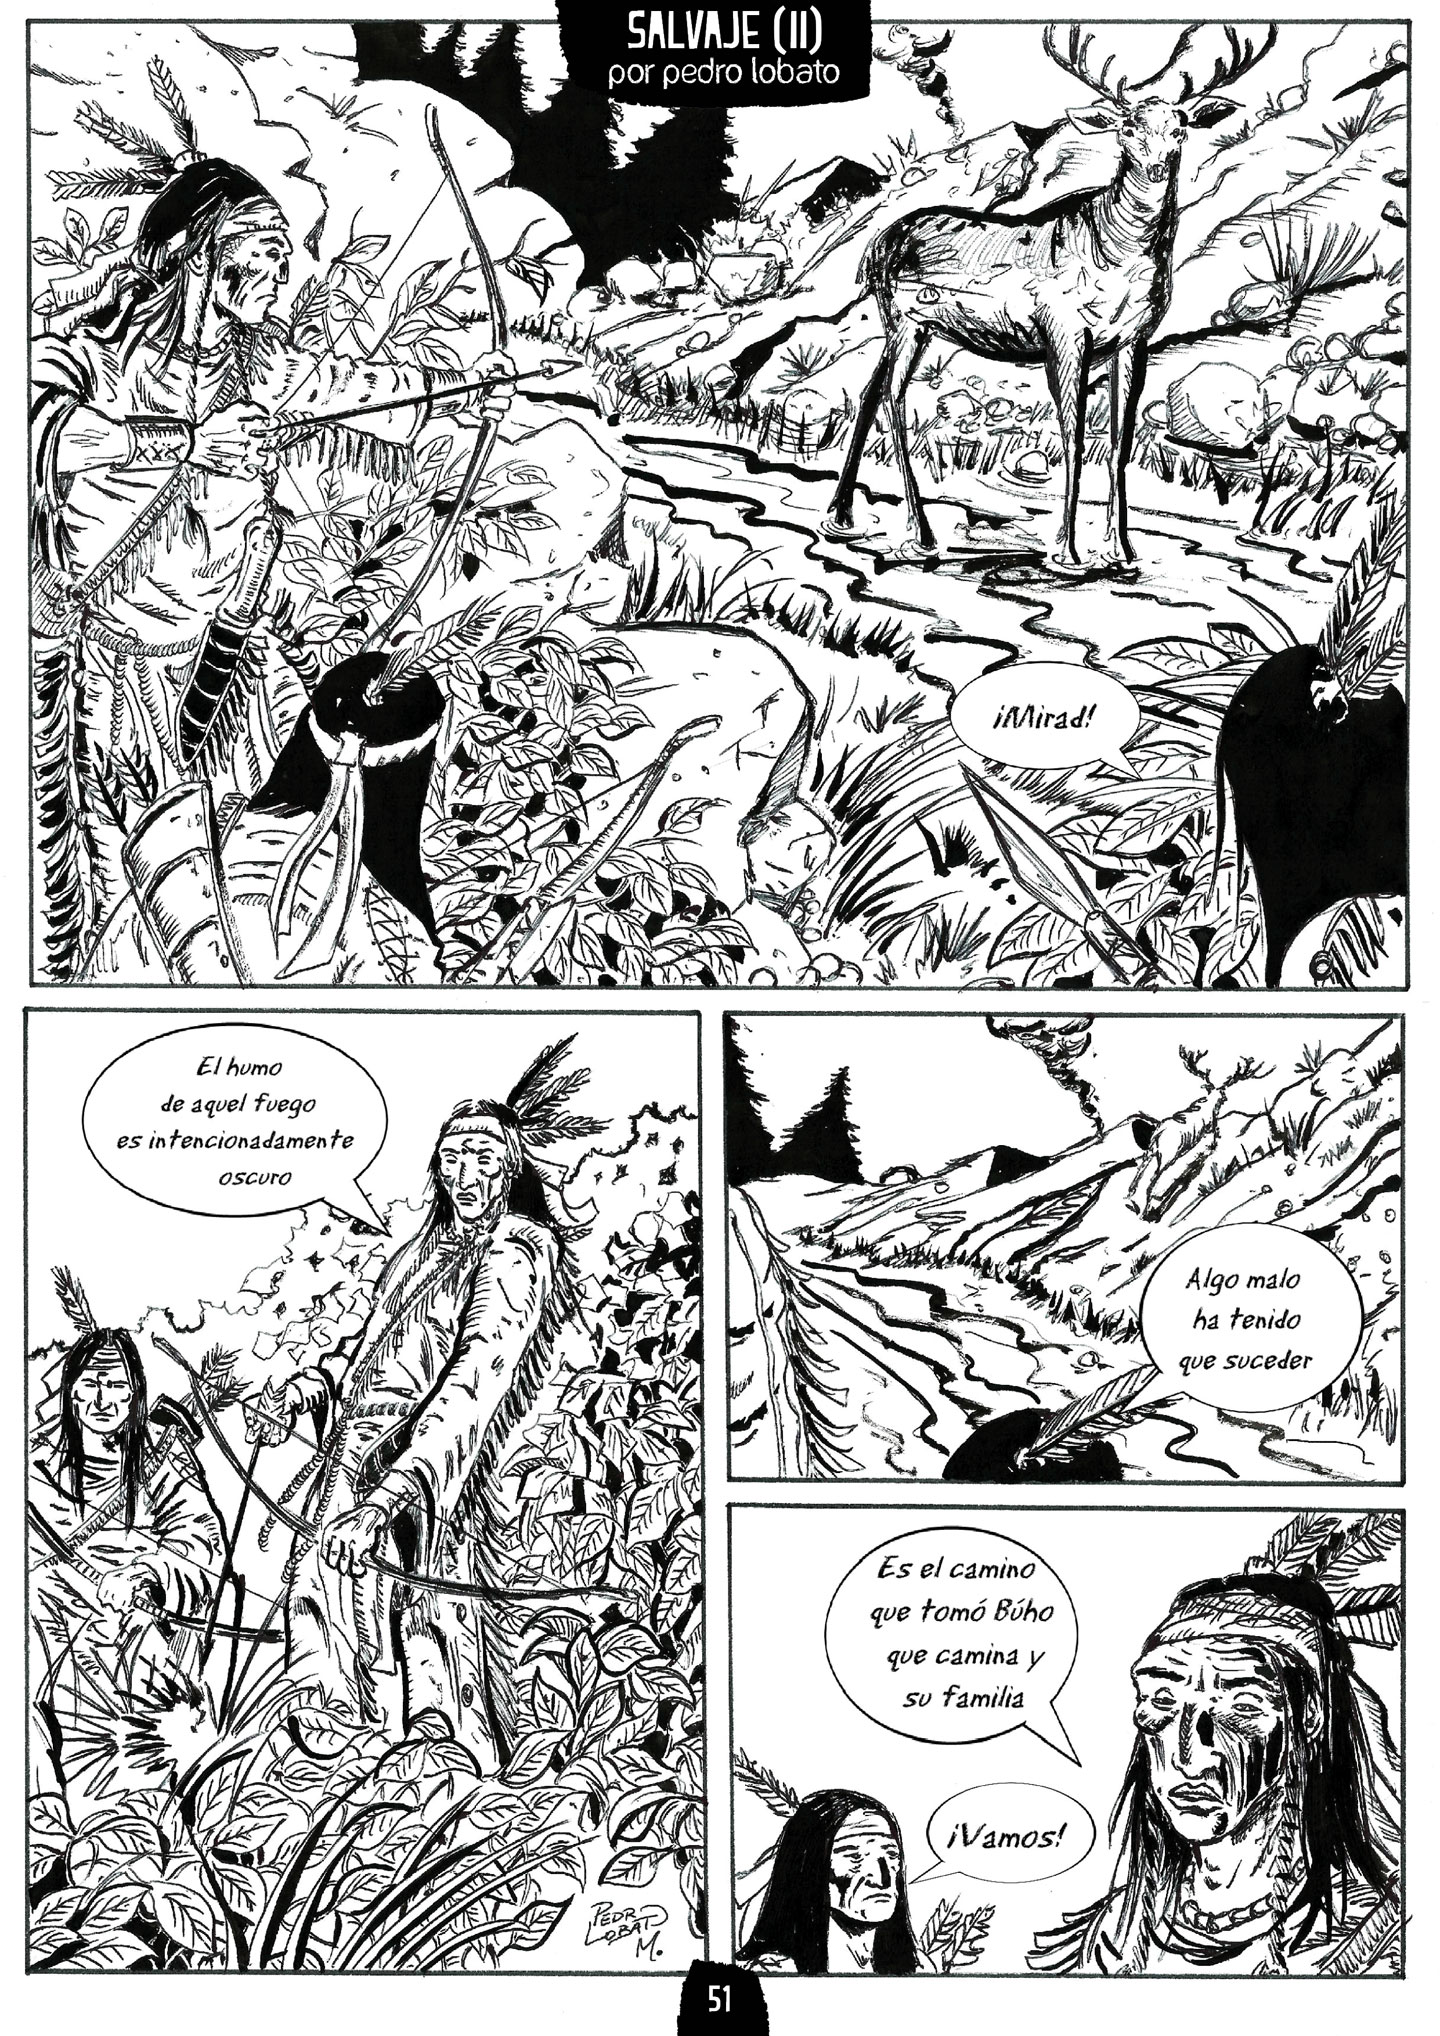 SALVAJE (II)
por pedro lobato
¡Mirad!
El humo
de aquel fuego
es intencionadamente
oscuro
Algo malo
ha tenido
que suceder
Es el camino
que tomó Búho
que camina y
su familia
¡Vamos!
PEDRO
LOBATO
M.
51